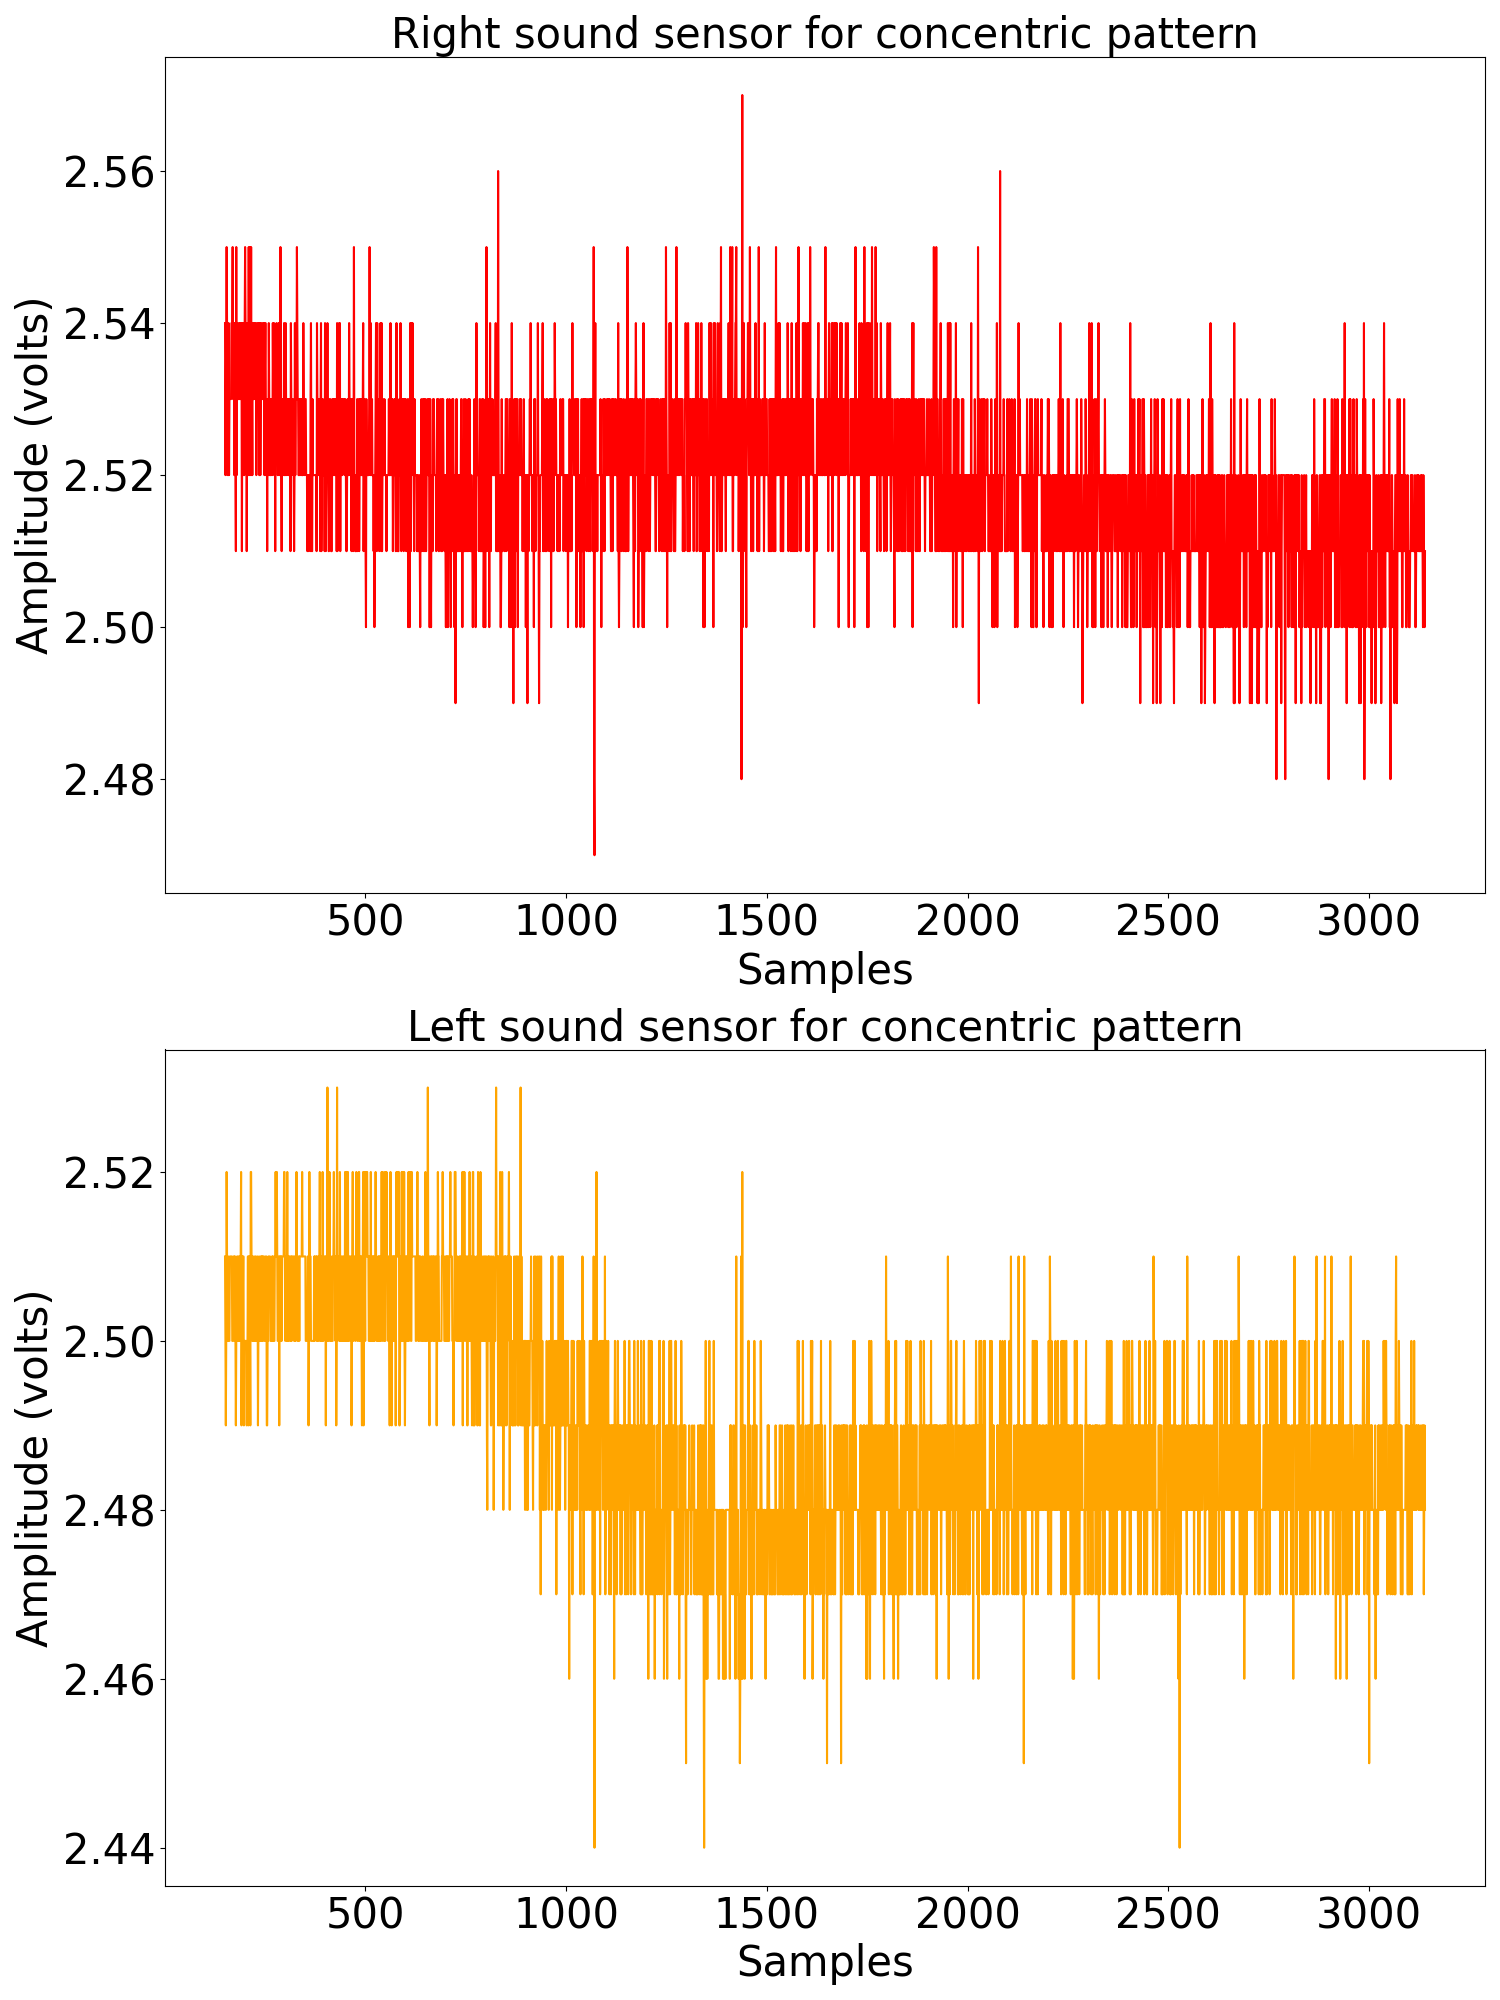 Right sound sensor for concentric pattern
2.56
2.54
2.52
2.50
2.48
Amplitude (volts)
500 1000 1500 2000 2500 3000
Samples
Left sound sensor for concentric pattern
2.52
2.50
2.48
2.46
2.44
Amplitude (volts)
500 1000 1500 2000 2500 3000
Samples